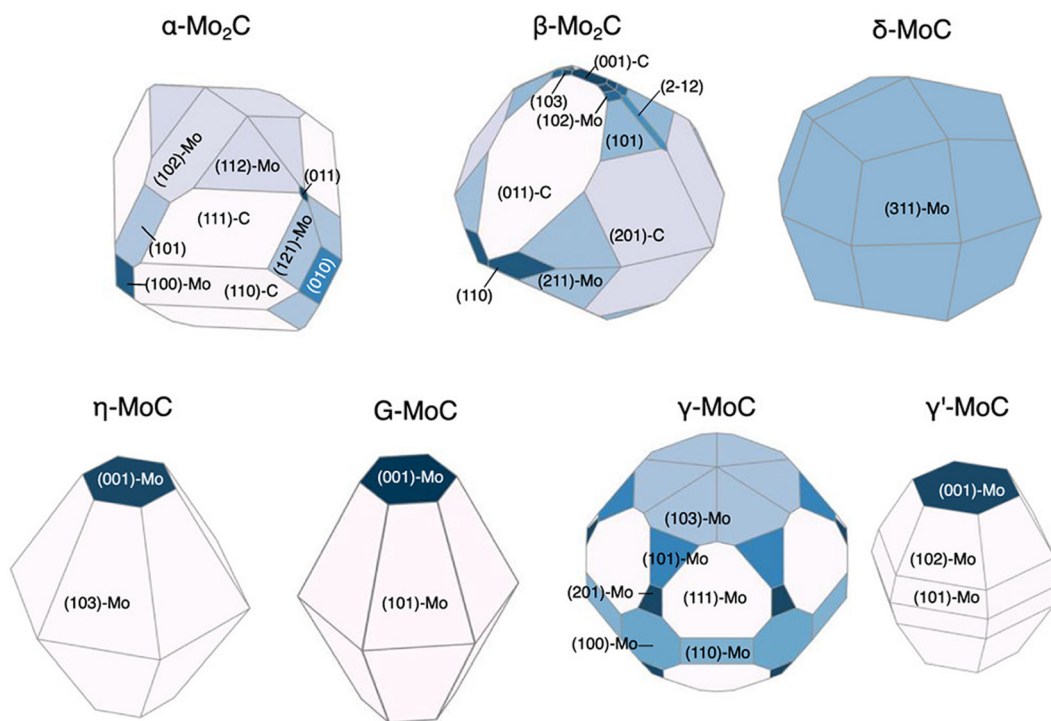 α-Mo₂C
(102)-Mo
(112)-Mo
(011)
(111)-C
(101)
(121)-Mo
(010)
(100)-Mo
(110)-C
β-Mo₂C
(001)-C
(103)
(2-12)
(102)-Mo
(101)
(011)-C
(201)-C
(110)
(211)-Mo
δ-MoC
(311)-Mo
η-MoC
(001)-Mo
(103)-Mo
G-MoC
(001)-Mo
(101)-Mo
γ-MoC
(103)-Mo
(101)-Mo
(201)-Mo
(111)-Mo
(100)-Mo
(110)-Mo
γ'-MoC
(001)-Mo
(102)-Mo
(101)-Mo